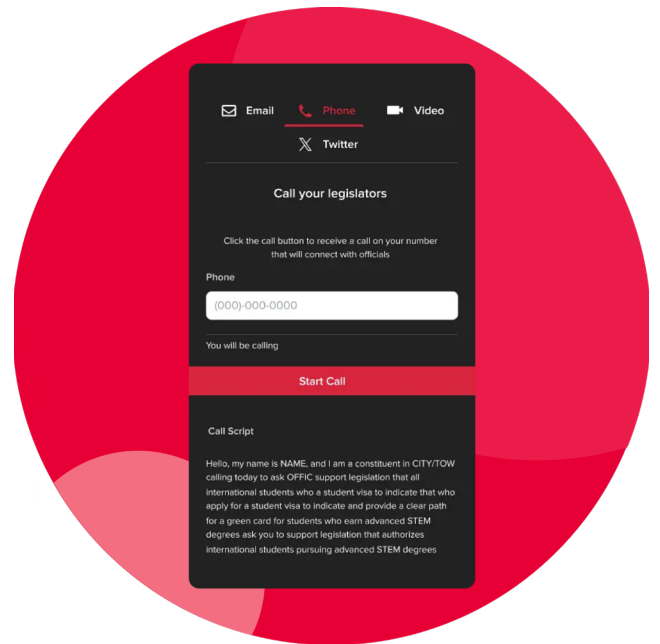 Email Phone Video
Twitter
Call your legislators
Click the call button to receive a call on your number
that will connect with officials
Phone
(000)-000-0000
You will be calling
Start Call
Call Script
Hello, my name is NAME, and I am a constituent in CITY/TOW
calling today to ask OFFIC support legislation that all
international students who a student visa to indicate that who
apply for a student visa to indicate and provide a clear path
for a green card for students who earn advanced STEM
degrees ask you to support legislation that authorizes
international students pursuing advanced STEM degrees